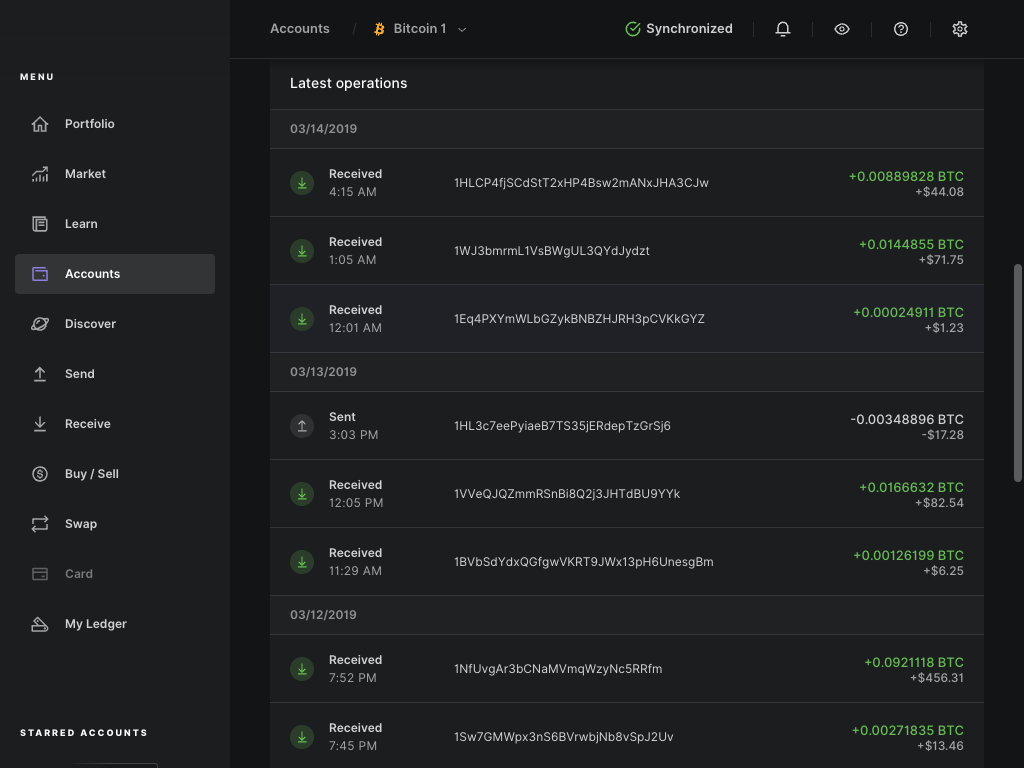 Accounts / Bitcoin 1
Synchronized
MENU
Portfolio
Market
Learn
Accounts
Discover
Send
Receive
Buy / Sell
Swap
Card
My Ledger
STARRED ACCOUNTS
Latest operations
03/14/2019
Received
4:15 AM
1HLCP4fjSCdStT2xHP4Bsw2mANxJHA3CJw
+0.00889828 BTC
+$44.08
Received
1:05 AM
1WJ3bmrmL1VsBWgUL3QYdJydzt
+0.0144855 BTC
+$71.75
Received
12:01 AM
1Eq4PXYmWLbGZykBNBZHJRH3pCVKkGYZ
+0.00024911 BTC
+$1.23
03/13/2019
Sent
3:03 PM
1HL3c7eePyiaeB7TS35jERdepTzGrSj6
-0.00348896 BTC
-$17.28
Received
12:05 PM
1VVeQJQZmmRSnBi8Q2j3JHTdBU9YYk
+0.0166632 BTC
+$82.54
Received
11:29 AM
1BVbSdYdxQGfgwVKRT9JWx13pH6UnesgBm
+0.00126199 BTC
+$6.25
03/12/2019
Received
7:52 PM
1NfUvgAr3bCNaMVmqWzyNc5RRfm
+0.0921118 BTC
+$456.31
Received
7:45 PM
1Sw7GMWpx3nS6BVrwbjNb8vSpJ2Uv
+0.00271835 BTC
+$13.46